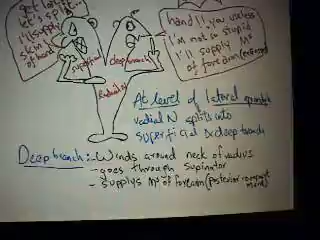 let's split
I'll supply
skin
of hand
superficial
deep branch
Radial N
hand!!, you useless
I'm not so stupid
I'll supply
of forearm
At level of lateral
radial N splits into
superficial & deep branch
Deep branch:- Winds around neck of radius
- goes through supinator
- supplys of forearm (posterior